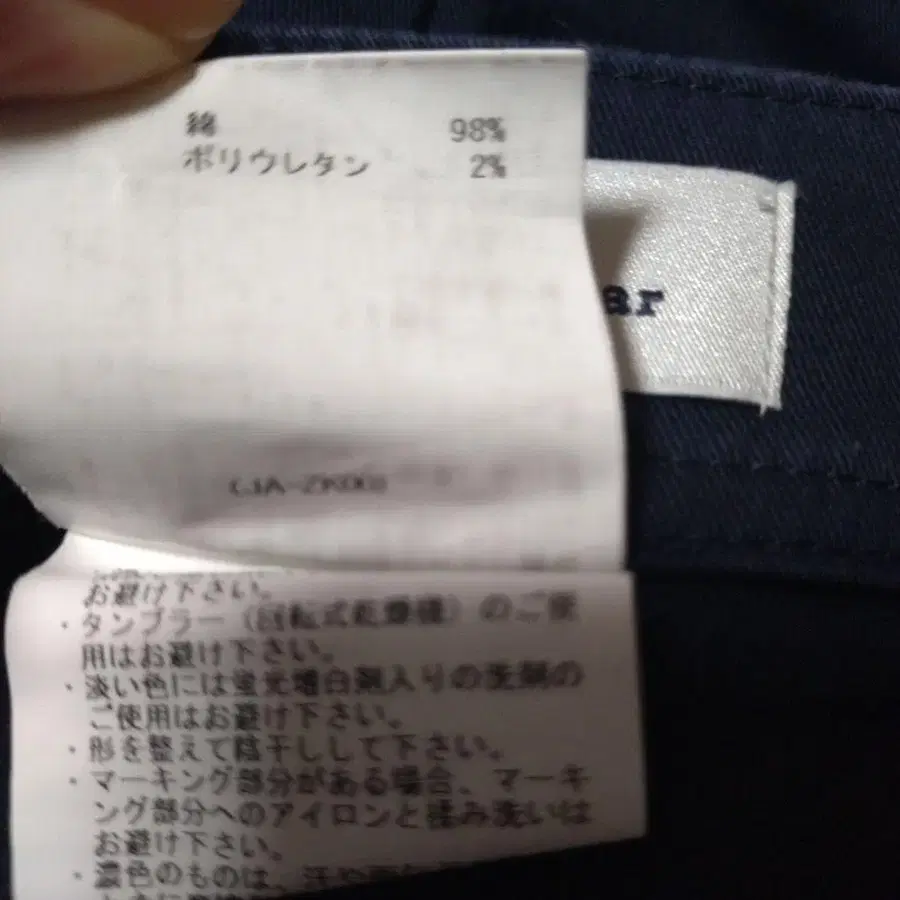 綿 98%
ポリウレタン 2%
ar
(JA-ZK00)
お避け下さい。
・タンブラー(回転式乾燥機)のご使
用はお避け下さい。
・淡い色には蛍光増白剤入りの洗剤の
ご使用はお避け下さい。
・形を整えて陰干しして下さい。
・マーキング部分がある場合、マーキ
ング部分へのアイロンと揉み洗いは
お避け下さい。
・濃色のものは、汗や